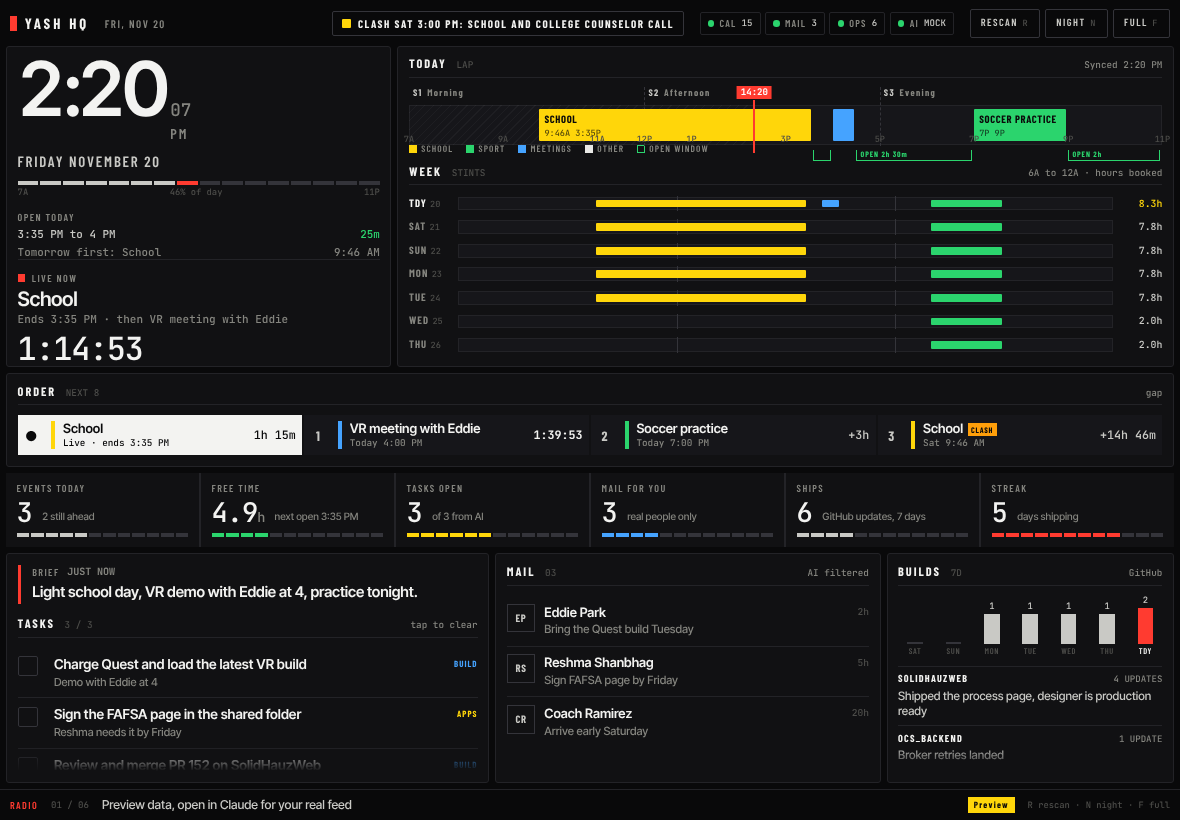 YASH HQ FRI, NOV 20
CLASH SAT 3:00 PM: SCHOOL AND COLLEGE COUNSELOR CALL
CAL 15 MAIL 3 OPS 6 AI MOCK
RESCAN R NIGHT N FULL F
2:20 07 PM
FRIDAY NOVEMBER 20
7A 46% of day 11P
OPEN TODAY
3:35 PM to 4 PM 25m
Tomorrow first: School 9:46 AM
LIVE NOW
School
Ends 3:35 PM · then VR meeting with Eddie
1:14:53
TODAY LAP Synced 2:20 PM
S1 Morning S2 Afternoon 14:20 S3 Evening
SCHOOL SOCCER PRACTICE
9:46A 3:35P 7P 9P
7A 9A 11A 12P 1P 3P 5P 7P 9P 11P
SCHOOL SPORT MEETINGS OTHER OPEN WINDOW
OPEN 2h 30m OPEN 2h
WEEK STINTS 6A to 12A · hours booked
TDY 20 8.3h
SAT 21 7.8h
SUN 22 7.8h
MON 23 7.8h
TUE 24 7.8h
WED 25 2.0h
THU 26 2.0h
ORDER NEXT 8 gap
School 1h 15m
Live · ends 3:35 PM
1 VR meeting with Eddie 1:39:53
Today 4:00 PM
2 Soccer practice +3h
Today 7:00 PM
3 School CLASH +14h 46m
Sat 9:46 AM
EVENTS TODAY
3 2 still ahead
FREE TIME
4.9h next open 3:35 PM
TASKS OPEN
3 of 3 from AI
MAIL FOR YOU
3 real people only
SHIPS
6 GitHub updates, 7 days
STREAK
5 days shipping
BRIEF JUST NOW
Light school day, VR demo with Eddie at 4, practice tonight.
TASKS 3 / 3 tap to clear
Charge Quest and load the latest VR build BUILD
Demo with Eddie at 4
Sign the FAFSA page in the shared folder APPS
Reshma needs it by Friday
Review and merge PR 152 on SolidHauzWeb BUILD
MAIL 03 AI filtered
EP Eddie Park 2h
Bring the Quest build Tuesday
RS Reshma Shanbhag 5h
Sign FAFSA page by Friday
CR Coach Ramirez 20h
Arrive early Saturday
BUILDS 7D GitHub
1 1 1 1 2
SAT SUN MON TUE WED THU TDY
SOLIDHAUZWEB 4 UPDATES
Shipped the process page, designer is production
ready
OCS_BACKEND 1 UPDATE
Broker retries landed
RADIO 01 / 06 Preview data, open in Claude for your real feed
Preview R rescan · N night · F full